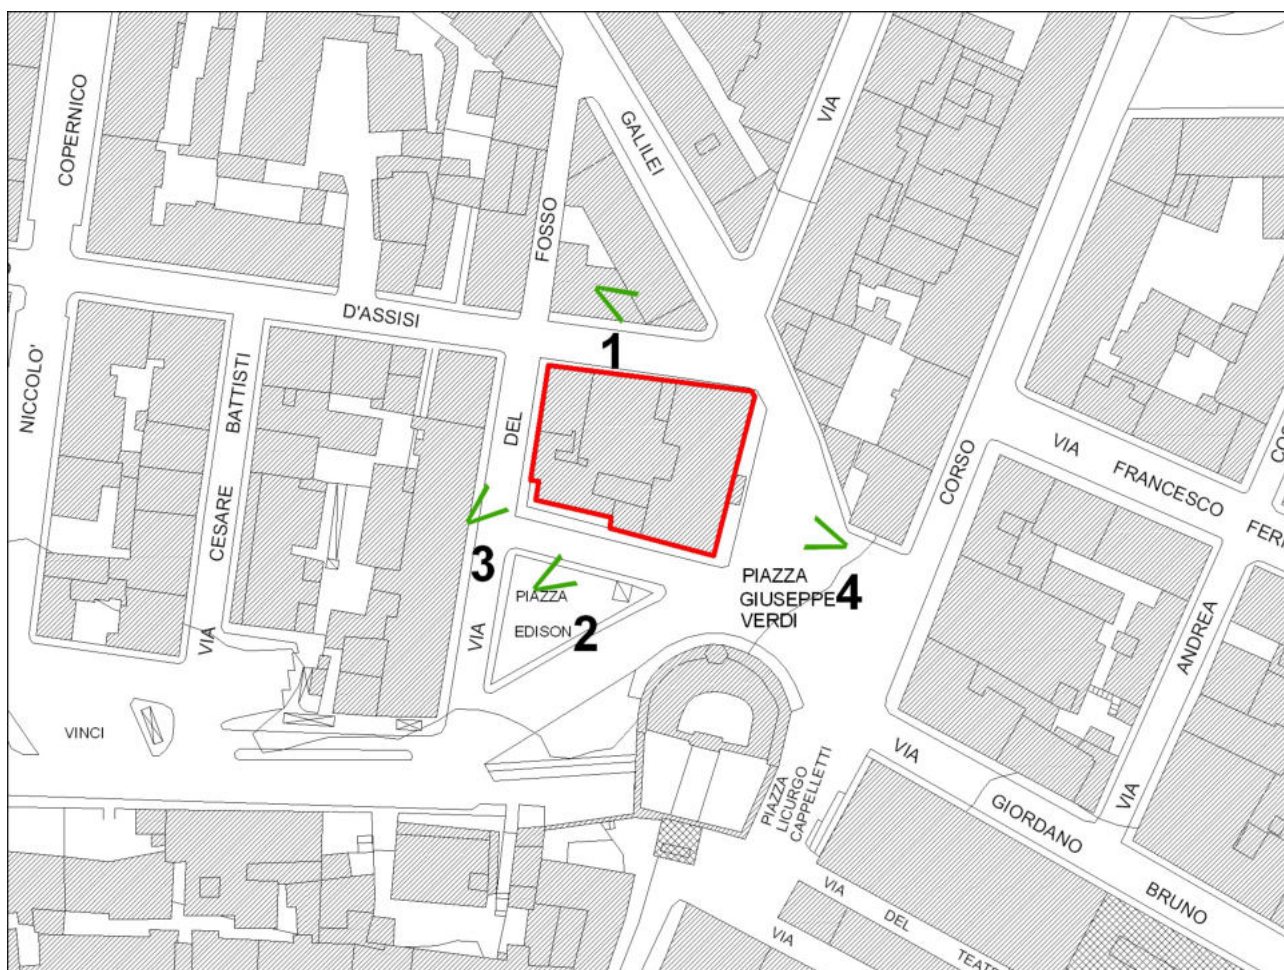 COPERNICO
GALILEI
VIA
FOSSO
D'ASSISI
1
NICCOLO'
BATTISTI
DEL
CESARE
VIA
3
VIA
PIAZZA
EDISON
2
PIAZZA
GIUSEPPE
VERDI
4
CORSO
VIA
FRANCESCO
FER
ANDREA
VIA
VINCI
PIAZZA
LICURGO
CAPPELLETTI
VIA
GIORDANO
BRUNO
VIA
DEL
TEATR
VIA